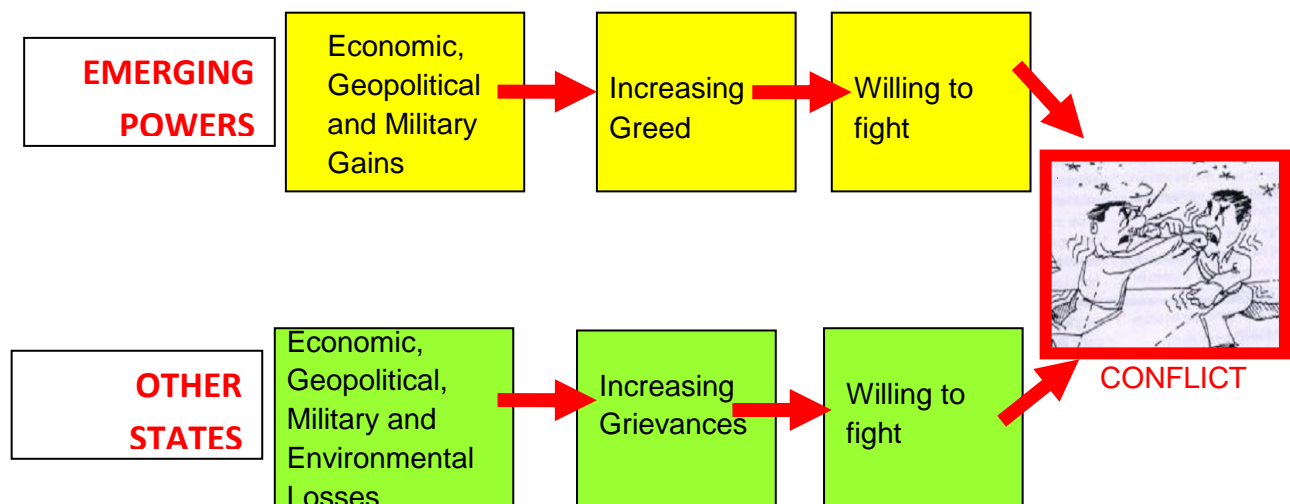 EMERGING
POWERS
Economic,
Geopolitical
and Military
Gains
Increasing
Greed
Willing to
fight
OTHER
STATES
Economic,
Geopolitical,
Military and
Environmental
Losses
Increasing
Grievances
Willing to
fight
CONFLICT